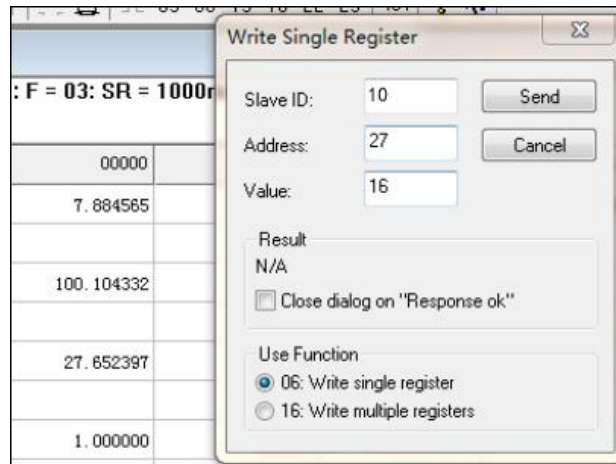 Write Single Register
: F = 03: SR = 1000
Slave ID:
10
Send
Address:
27
Cancel
Value:
16
00000
7.884565
100.104332
27.652397
1.000000
Result
N/A
Close dialog on "Response ok"
Use Function
06: Write single register
16: Write multiple registers